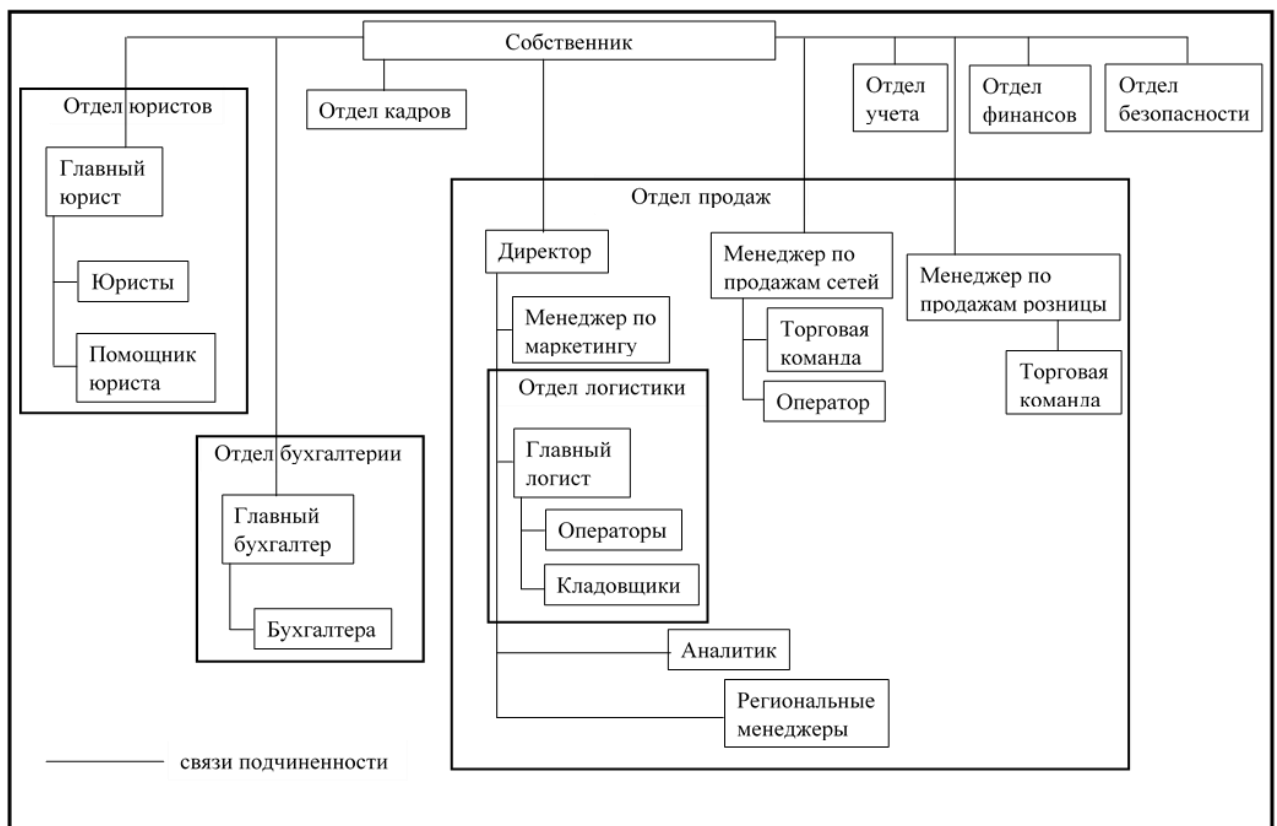 Собственник
Отдел юристов
Главный
юрист
Юристы
Помощник
юриста
Отдел кадров
Отдел бухгалтерии
Главный
бухгалтер
Бухгалтера
Отдел
учета
Отдел
финансов
Отдел
безопасности
Отдел продаж
Директор
Менеджер по
маркетингу
Отдел логистики
Главный
логист
Операторы
Кладовщики
Аналитик
Региональные
менеджеры
Менеджер по
продажам сетей
Торговая
команда
Оператор
Менеджер по
продажам розницы
Торговая
команда
связи подчиненности